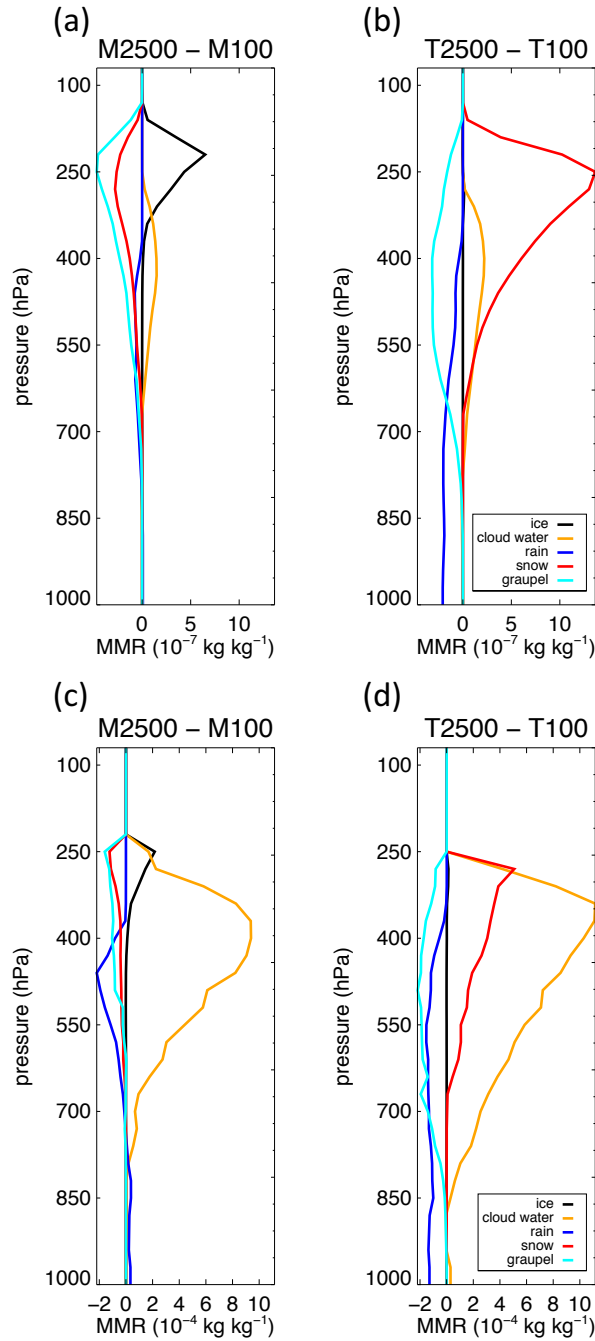 (a)
M2500 − M100
100
250
400
550
700
850
1000
pressure (hPa)
0 5 10
MMR (10⁻⁷ kg kg⁻¹)
(b)
T2500 − T100
100
250
400
550
700
850
1000
pressure (hPa)
ice
cloud water
rain
snow
graupel
0 5 10
MMR (10⁻⁷ kg kg⁻¹)
(c)
M2500 − M100
100
250
400
550
700
850
1000
pressure (hPa)
−2 0 2 4 6 8 10
MMR (10⁻⁴ kg kg⁻¹)
(d)
T2500 − T100
100
250
400
550
700
850
1000
pressure (hPa)
ice
cloud water
rain
snow
graupel
−2 0 2 4 6 8 10
MMR (10⁻⁴ kg kg⁻¹)